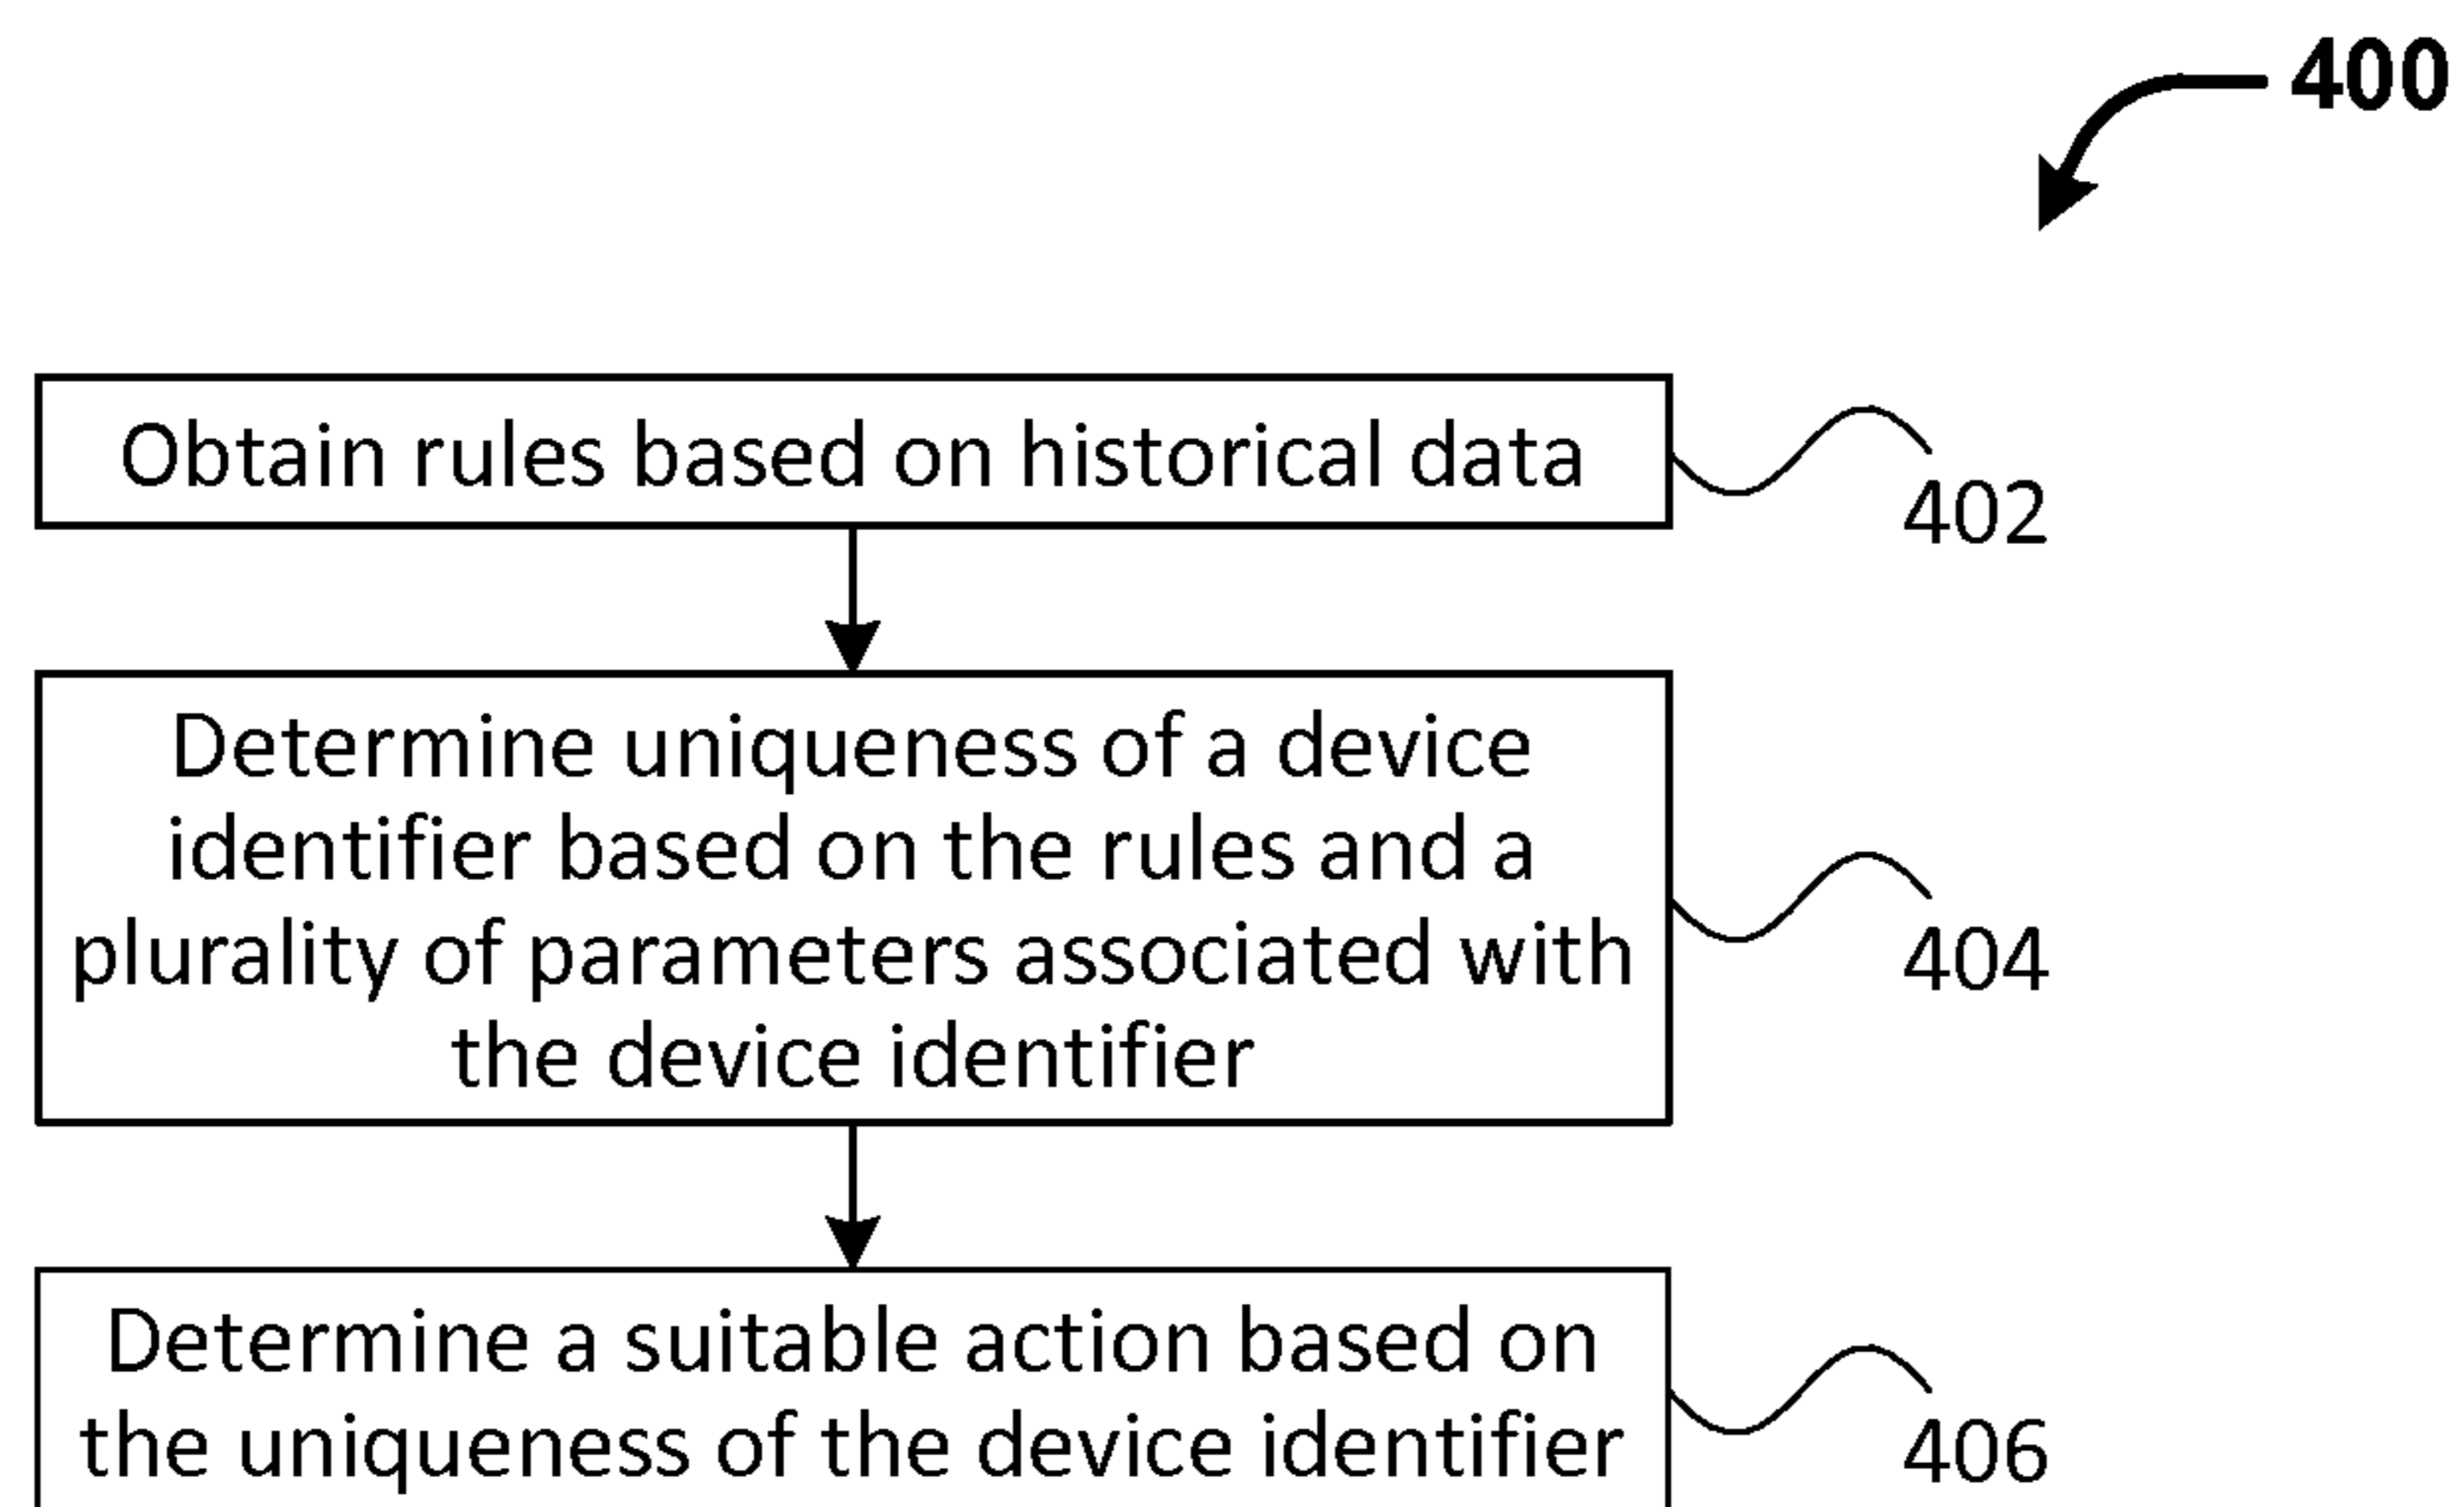 400
Obtain rules based on historical data
402
Determine uniqueness of a device
identifier based on the rules and a
plurality of parameters associated with
the device identifier
404
Determine a suitable action based on
the uniqueness of the device identifier
406